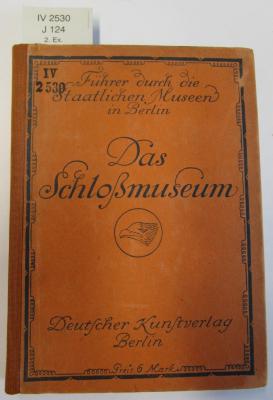 IV 2530
J 124
2. Ex.
IV
2530
Führer durch die
Staatlichen Museen
in Berlin
Das
Schloßmuseum
Deutscher Kunstverlag
Berlin
Preis 6 Mark